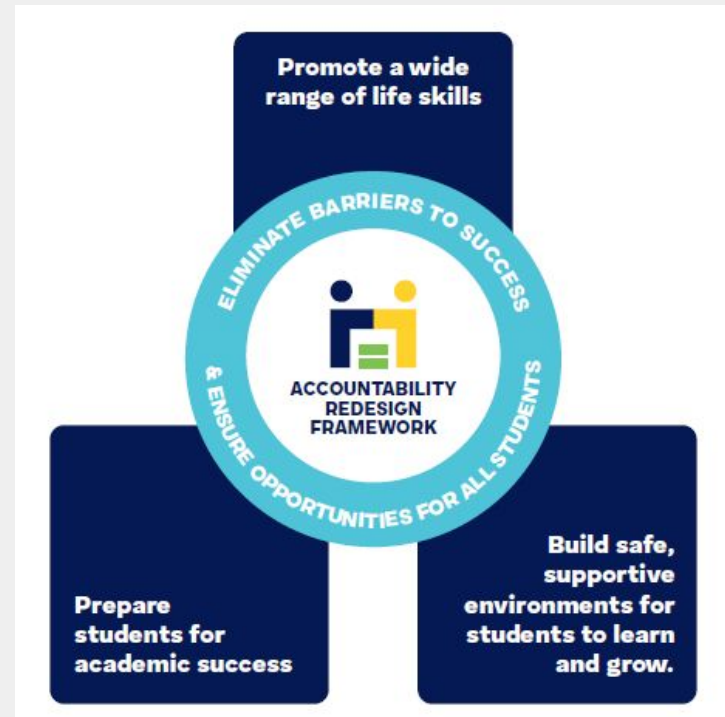 Promote a wide
range of life skills
ELIMINATE BARRIERS TO SUCCESS
& ENSURE OPPORTUNITIES FOR ALL STUDENTS
ACCOUNTABILITY
REDESIGN
FRAMEWORK
Prepare
students for
academic success
Build safe,
supportive
environments for
students to learn
and grow.